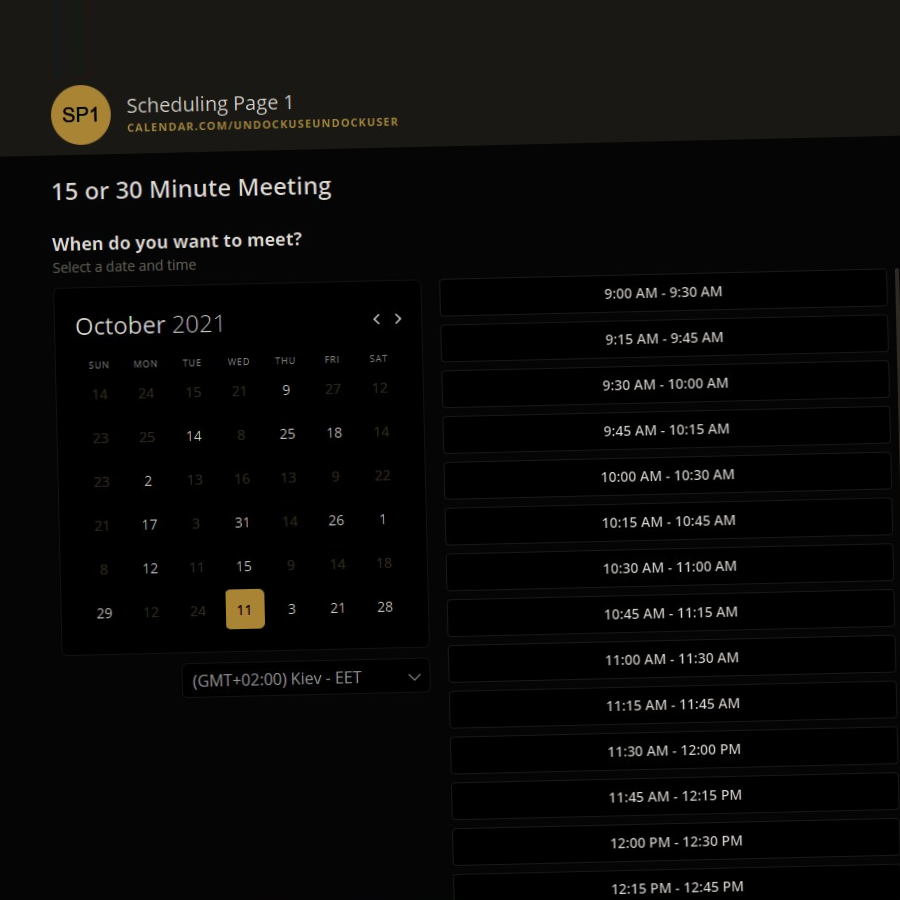 SP1
Scheduling Page 1
CALENDAR.COM/UNDOCKUSEUNDOCKUSER
15 or 30 Minute Meeting
When do you want to meet?
Select a date and time
October 2021
SUN MON TUE WED THU FRI SAT
14 24 15 21 9 27 12
23 25 14 8 25 18 14
23 2 13 16 13 9 22
21 17 3 31 14 26 1
8 12 11 15 9 14 18
29 12 24 11 3 21 28
(GMT+02:00) Kiev - EET
9:00 AM - 9:30 AM
9:15 AM - 9:45 AM
9:30 AM - 10:00 AM
9:45 AM - 10:15 AM
10:00 AM - 10:30 AM
10:15 AM - 10:45 AM
10:30 AM - 11:00 AM
10:45 AM - 11:15 AM
11:00 AM - 11:30 AM
11:15 AM - 11:45 AM
11:30 AM - 12:00 PM
11:45 AM - 12:15 PM
12:00 PM - 12:30 PM
12:15 PM - 12:45 PM